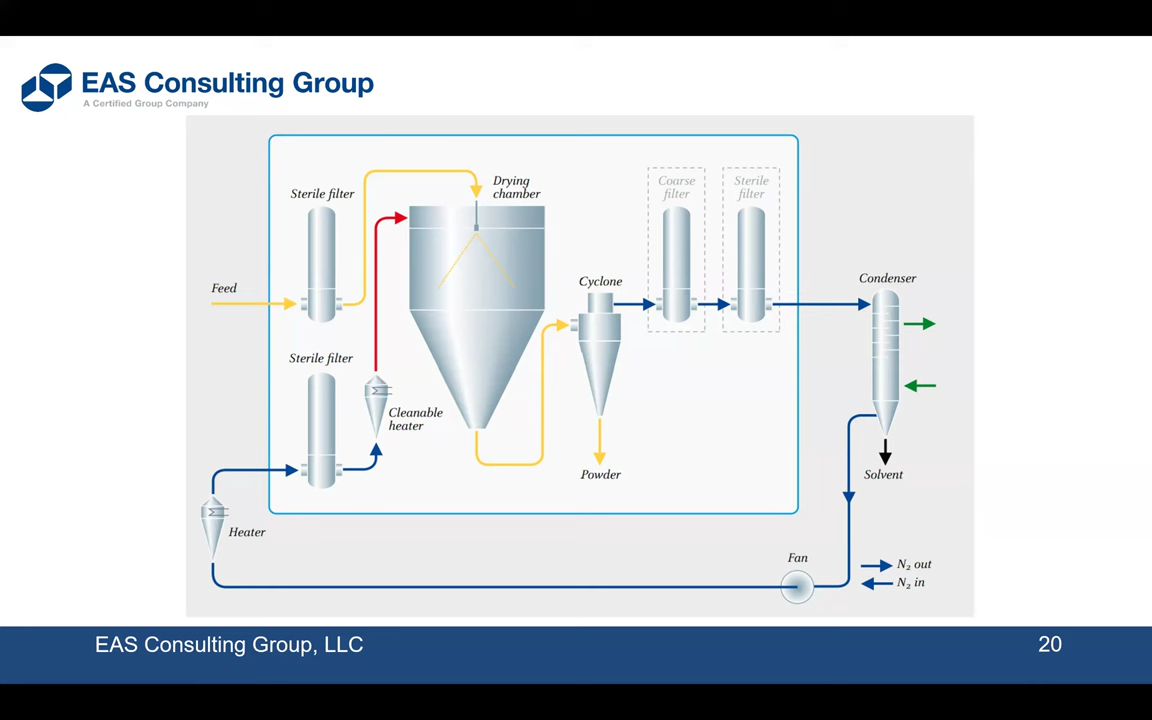 EAS Consulting Group
A Certified Group Company
Sterile filter
Drying
chamber
Coarse
filter
Sterile
filter
Feed
Cyclone
Condenser
Sterile filter
Cleanable
heater
Powder
Solvent
Heater
Fan
N₂ out
N₂ in
EAS Consulting Group, LLC
20